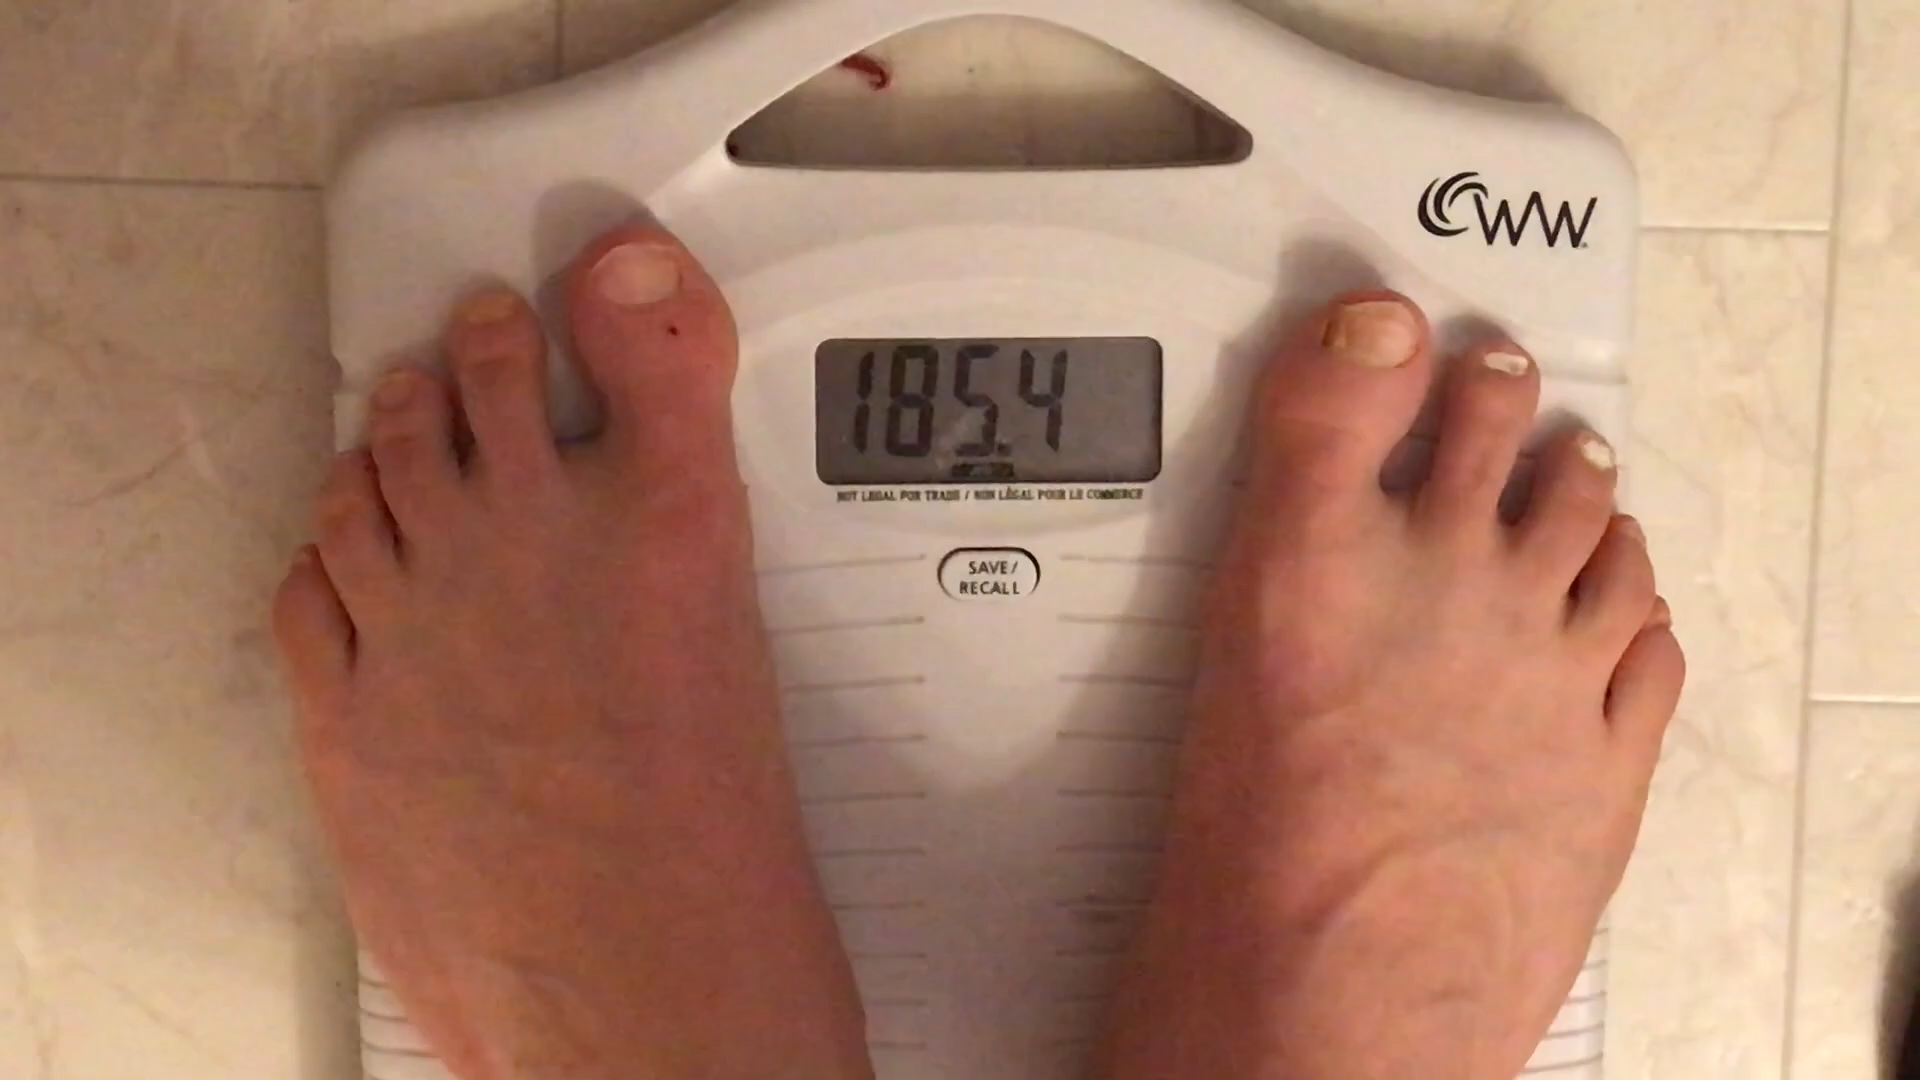 WW
185.4
NOT LEGAL FOR TRADE / NON LÉGAL POUR LE COMMERCE
SAVE/
RECALL